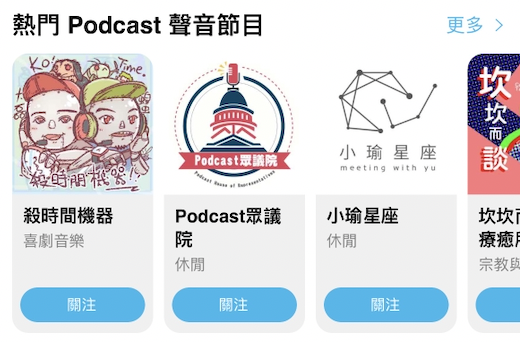 熱門 Podcast 聲音節目
更多
Ko's Time.
殺時間機器!!
Podcast眾議院
Podcast House of Representatives
小瑜星座
meeting with yu
坎
坎
而
談
殺時間機器
喜劇音樂
Podcast眾議
院
休閒
小瑜星座
休閒
坎坎而
療癒
宗教與
關注
關注
關注